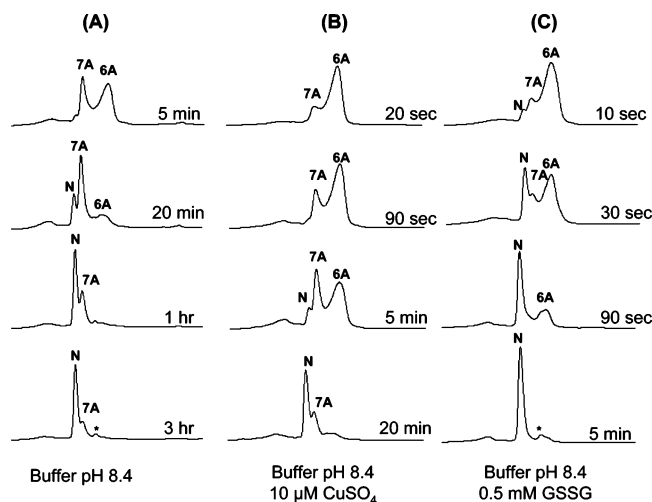 (A) (B) (C)
7A 6A
5 min
7A 6A
20 sec
N 7A 6A
10 sec
N 7A 6A
20 min
7A 6A
90 sec
N 7A 6A
30 sec
N 7A
1 hr
N 7A 6A
5 min
N 6A
90 sec
N 7A *
3 hr
N 7A
20 min
N *
5 min
Buffer pH 8.4
Buffer pH 8.4
10 µM CuSO₄
Buffer pH 8.4
0.5 mM GSSG